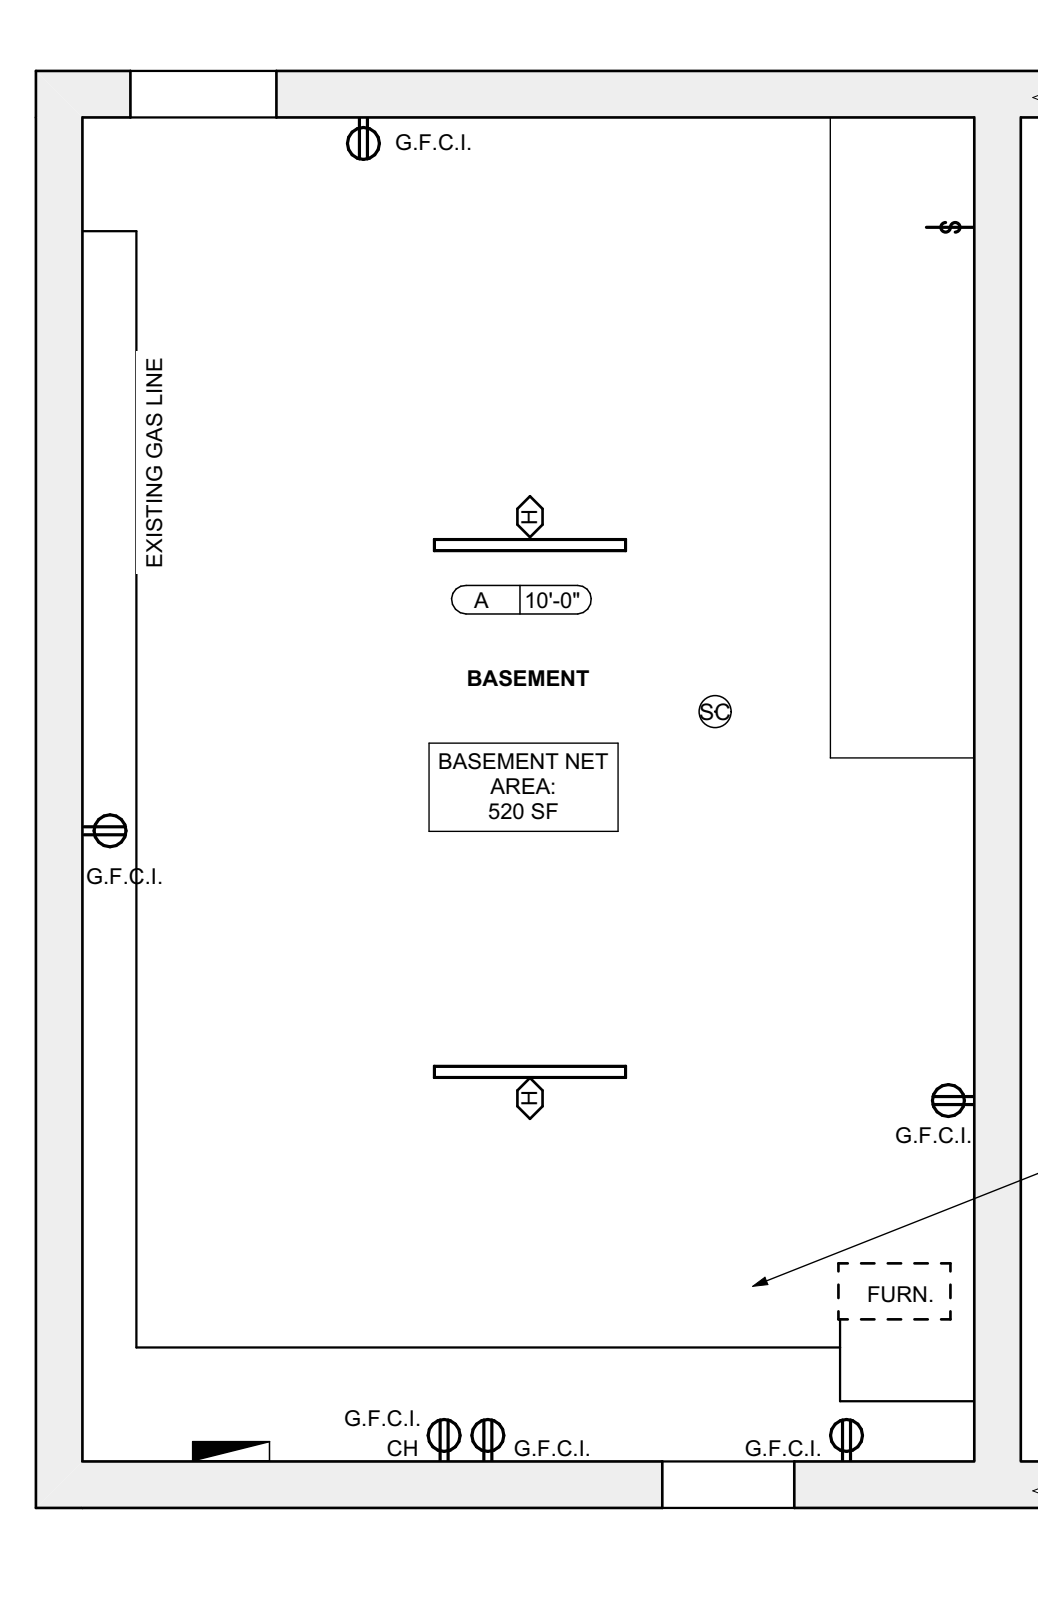 G.F.C.I.
S
EXISTING GAS LINE
H
A 10'-0"
BASEMENT
SC
BASEMENT NET
AREA:
520 SF
G.F.C.I.
H
G.F.C.I.
FURN.
G.F.C.I.
CH
G.F.C.I.
G.F.C.I.